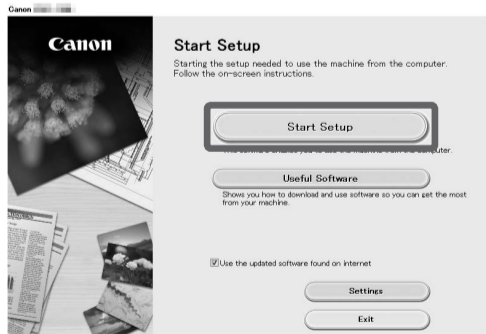 Canon
Canon
Start Setup
Starting the setup needed to use the machine from the computer.
Follow the on-screen instructions.
Start Setup
computer.
Useful Software
Shows you how to download and use software so you can get the most
from your machine.
Use the updated software found on internet
Settings
Exit